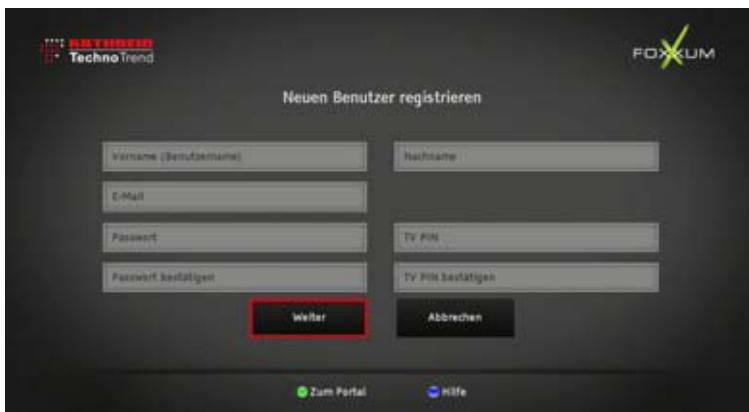 KATHREIN
TechnoTrend
FOXXUM
Neuen Benutzer registrieren
Vorname (Benutzername)
Nachname
E-Mail
Passwort
TV PIN
Passwort bestätigen
TV PIN bestätigen
Weiter
Abbrechen
Zum Portal
Hilfe